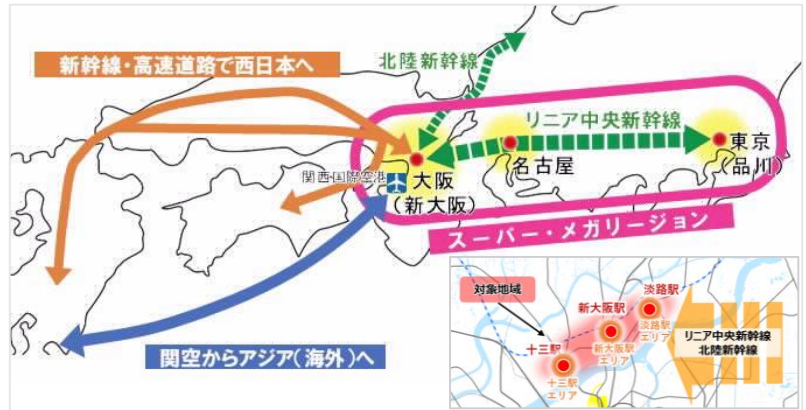 新幹線・高速道路で西日本へ
北陸新幹線
リニア中央新幹線
東京
(品川)
名古屋
関西国際空港
大阪
(新大阪)
スーパー・メガリージョン
関空からアジア(海外)へ
対象地域
淡路駅
淡路駅
エリア
新大阪駅
新大阪駅
エリア
十三駅
十三駅
エリア
リニア中央新幹線
北陸新幹線